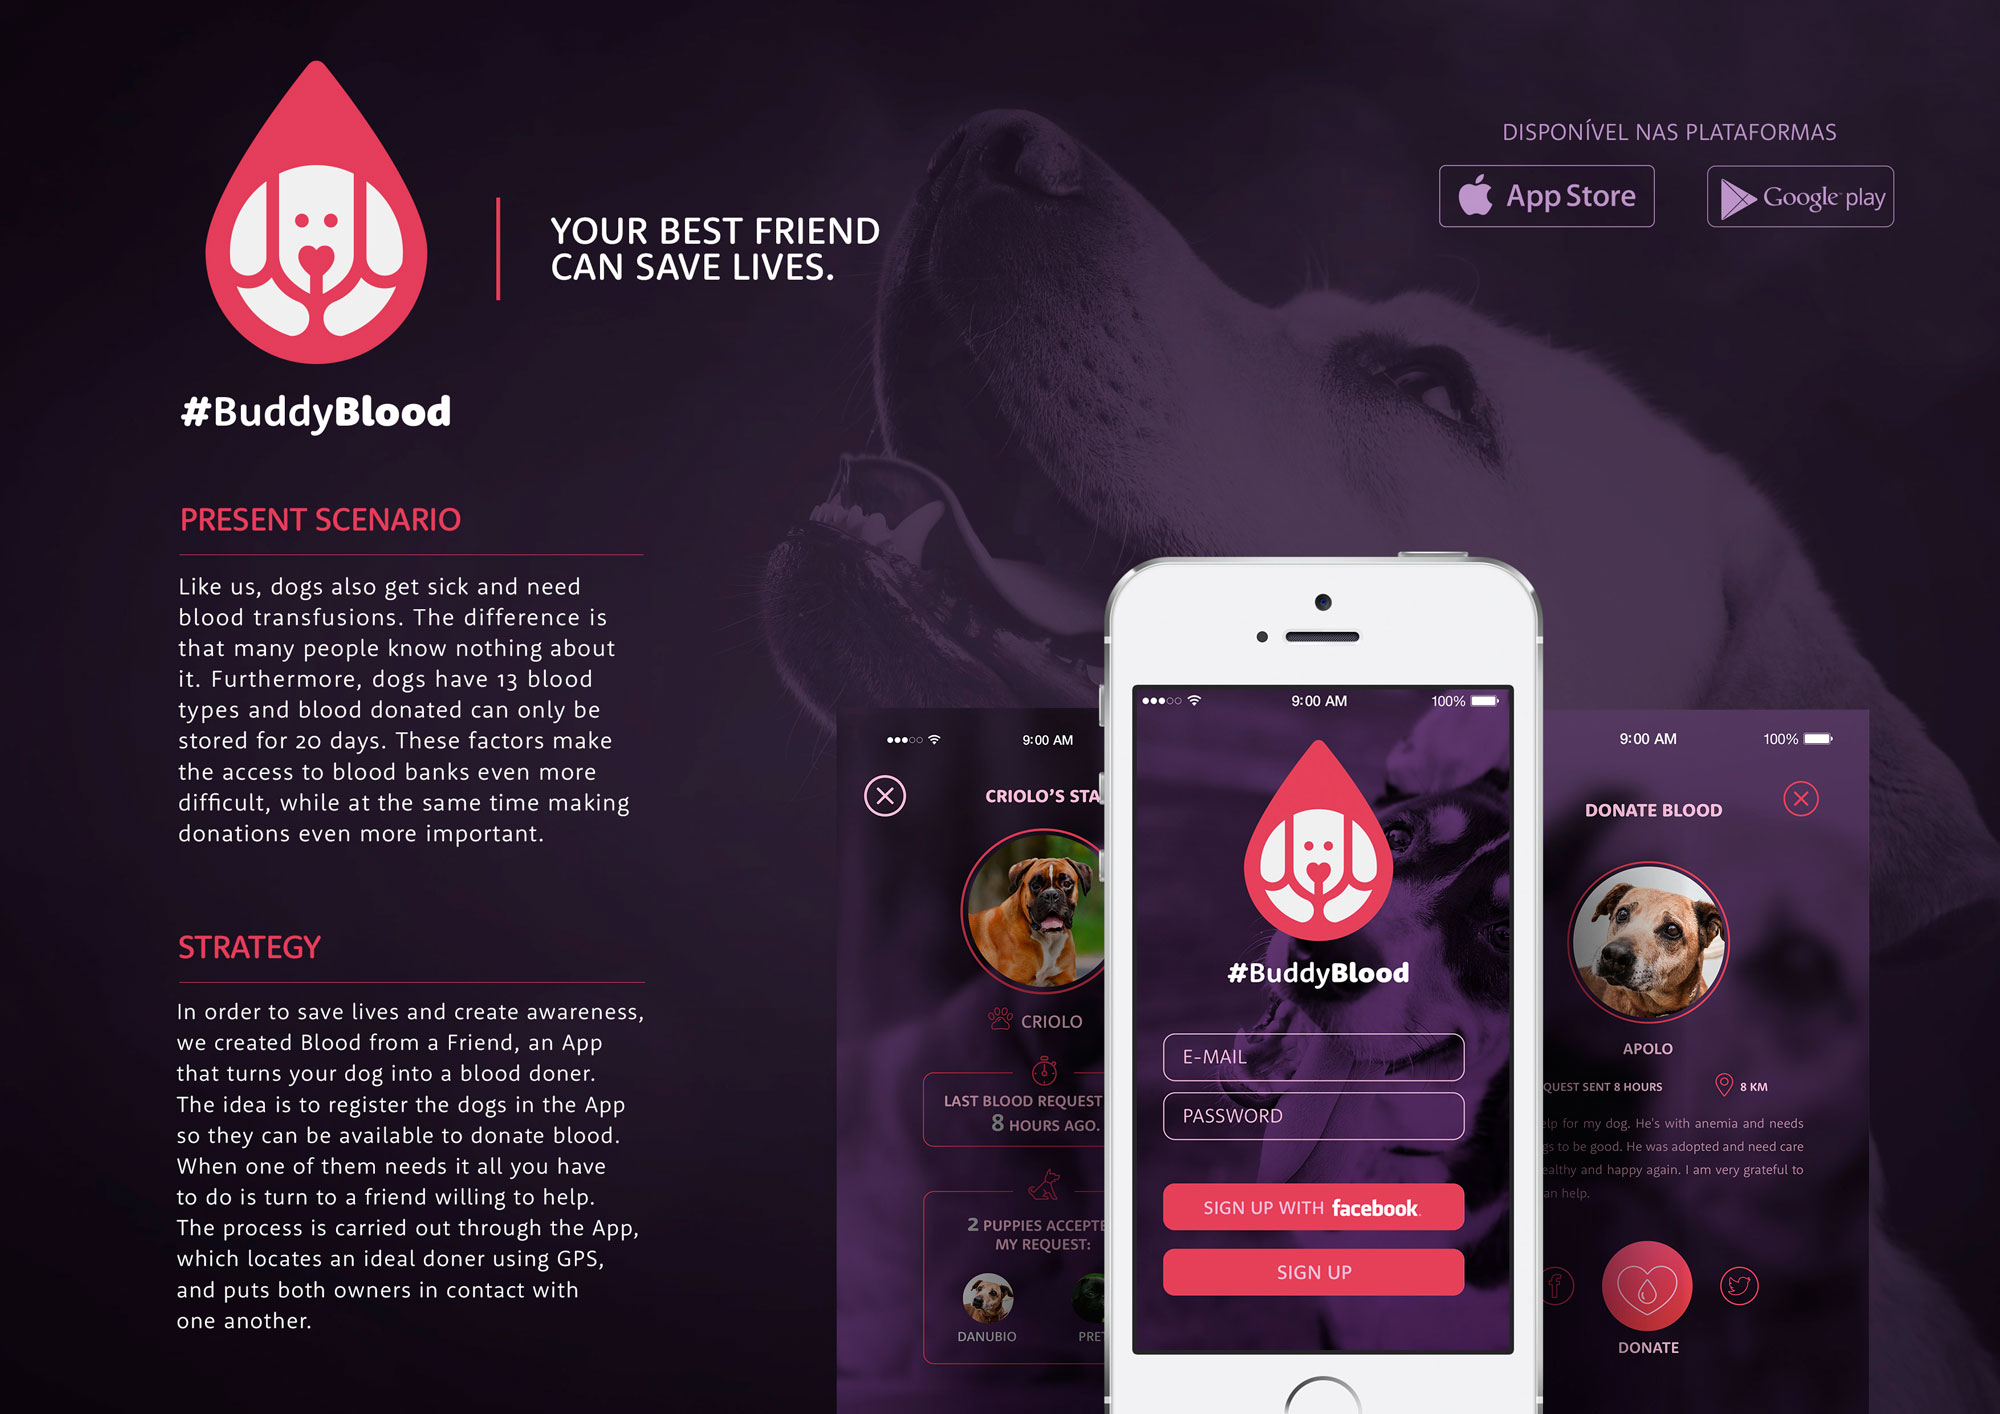 #BuddyBlood
YOUR BEST FRIEND
CAN SAVE LIVES.
DISPONÍVEL NAS PLATAFORMAS
App Store
Google play
PRESENT SCENARIO
Like us, dogs also get sick and need
blood transfusions. The difference is
that many people know nothing about
it. Furthermore, dogs have 13 blood
types and blood donated can only be
stored for 20 days. These factors make
the access to blood banks even more
difficult, while at the same time making
donations even more important.
STRATEGY
In order to save lives and create awareness,
we created Blood from a Friend, an App
that turns your dog into a blood doner.
The idea is to register the dogs in the App
so they can be available to donate blood.
When one of them needs it all you have
to do is turn to a friend willing to help.
The process is carried out through the App,
which locates an ideal doner using GPS,
and puts both owners in contact with
one another.
9:00 AM
CRIOLO'S STA
CRIOLO
LAST BLOOD REQUEST
8 HOURS AGO.
2 PUPPIES ACCEPTE
MY REQUEST:
DANUBIO
PRET
9:00 AM
100%
#BuddyBlood
E-MAIL
PASSWORD
SIGN UP WITH facebook.
SIGN UP
9:00 AM
100%
DONATE BLOOD
APOLO
QUEST SENT 8 HOURS
8 KM
elp for my dog. He's with anemia and needs
gs to be good. He was adopted and need care
ealthy and happy again. I am very grateful to
an help.
DONATE